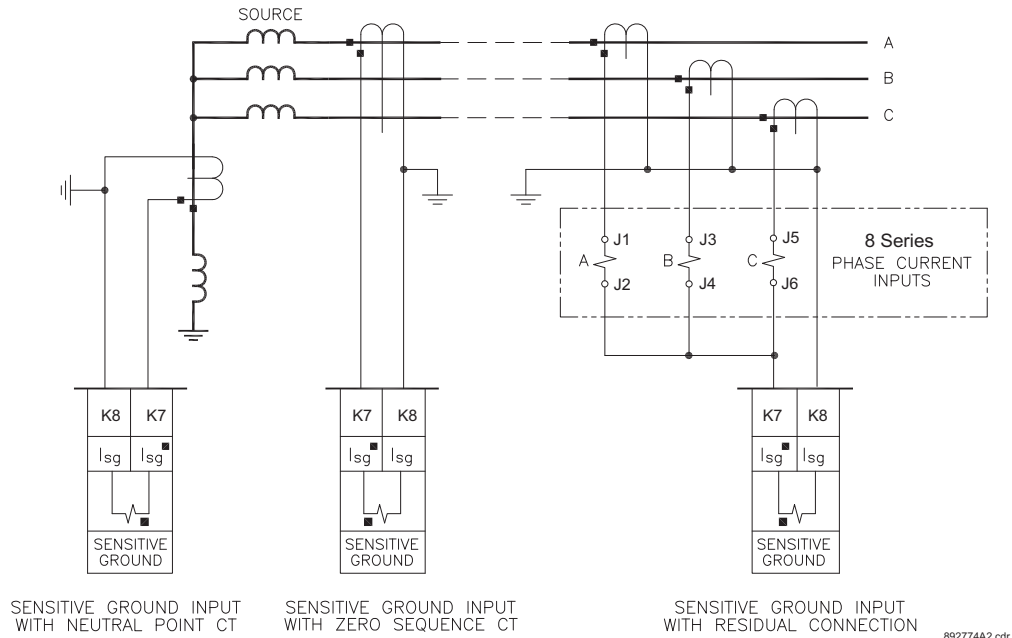 SOURCE
A
B
C
J1
J3
J5
8 Series
A
B
C
PHASE CURRENT
INPUTS
J2
J4
J6
K8 K7
Isg Isg
SENSITIVE
GROUND
K7 K8
Isg Isg
SENSITIVE
GROUND
K7 K8
Isg Isg
SENSITIVE
GROUND
SENSITIVE GROUND INPUT
WITH NEUTRAL POINT CT
SENSITIVE GROUND INPUT
WITH ZERO SEQUENCE CT
SENSITIVE GROUND INPUT
WITH RESIDUAL CONNECTION
892774A2.cdr